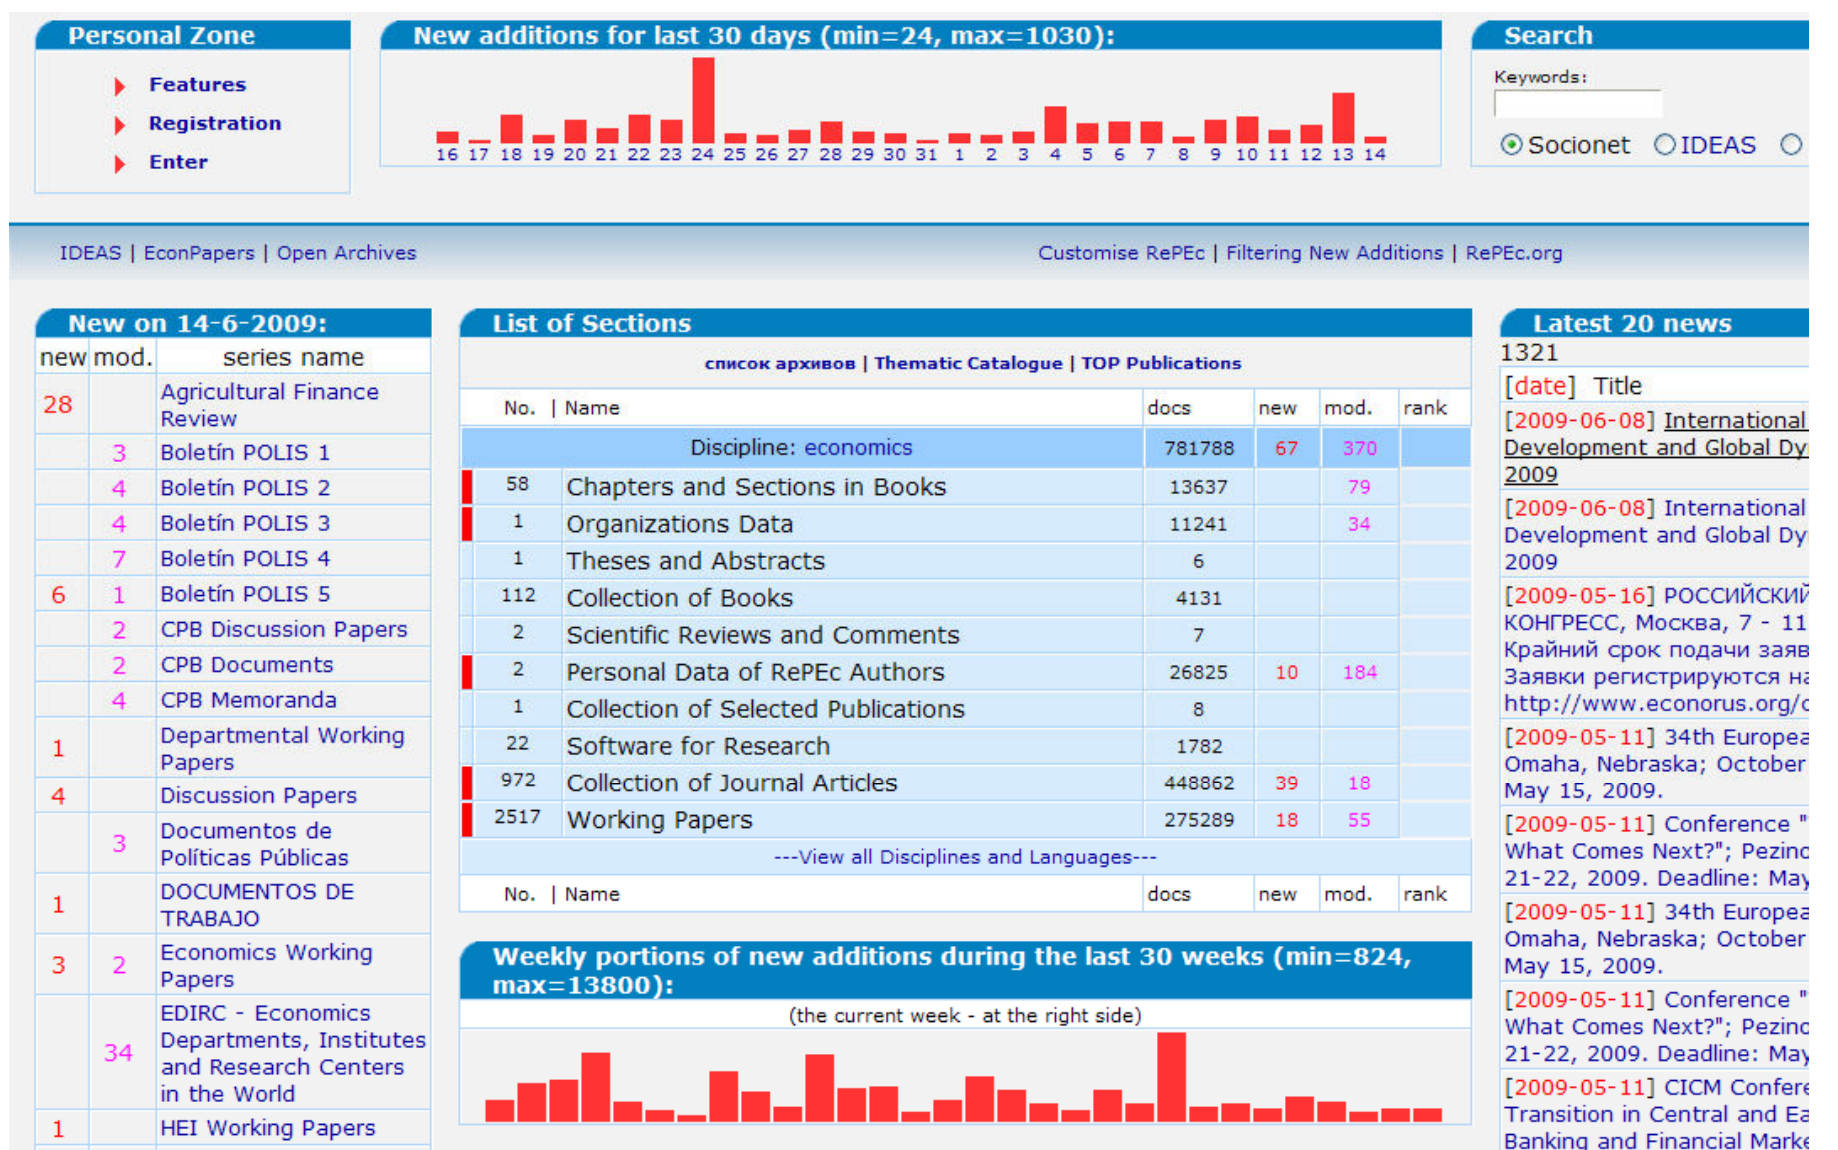 Personal Zone
Features
Registration
Enter
New additions for last 30 days (min=24, max=1030):
16 17 18 19 20 21 22 23 24 25 26 27 28 29 30 31 1 2 3 4 5 6 7 8 9 10 11 12 13 14
Search
Keywords:
Socionet IDEAS
IDEAS | EconPapers | Open Archives
Customise RePEc | Filtering New Additions | RePEc.org
New on 14-6-2009:
new mod. series name
28 Agricultural Finance
Review
3 Boletín POLIS 1
4 Boletín POLIS 2
4 Boletín POLIS 3
7 Boletín POLIS 4
6 1 Boletín POLIS 5
2 CPB Discussion Papers
2 CPB Documents
4 CPB Memoranda
1 Departmental Working
Papers
4 Discussion Papers
3 Documentos de
Políticas Públicas
1 DOCUMENTOS DE
TRABAJO
3 2 Economics Working
Papers
34 EDIRC - Economics
Departments, Institutes
and Research Centers
in the World
1 HEI Working Papers
List of Sections
список архивов | Thematic Catalogue | TOP Publications
No. | Name docs new mod. rank
Discipline: economics 781788 67 370
58 Chapters and Sections in Books 13637 79
1 Organizations Data 11241 34
1 Theses and Abstracts 6
112 Collection of Books 4131
2 Scientific Reviews and Comments 7
2 Personal Data of RePEc Authors 26825 10 184
1 Collection of Selected Publications 8
22 Software for Research 1782
972 Collection of Journal Articles 448862 39 18
2517 Working Papers 275289 18 55
---View all Disciplines and Languages---
No. | Name docs new mod. rank
Weekly portions of new additions during the last 30 weeks (min=824,
max=13800):
(the current week - at the right side)
Latest 20 news
1321
[date] Title
[2009-06-08] International
Development and Global
2009
[2009-06-08] International
Development and Global
2009
[2009-05-16] РОССИЙСКИЙ
КОНГРЕСС, Москва, 7 - 11
Крайний срок подачи
Заявки регистрируются
http://www.econorus.org/
[2009-05-11] 34th
Omaha, Nebraska; October
May 15, 2009.
[2009-05-11] Conference "
What Comes Next?";
21-22, 2009. Deadline: May
[2009-05-11] 34th
Omaha, Nebraska; October
May 15, 2009.
[2009-05-11] Conference "
What Comes Next?";
21-22, 2009. Deadline: May
[2009-05-11] CICM
Transition in Central and
Banking and Financial